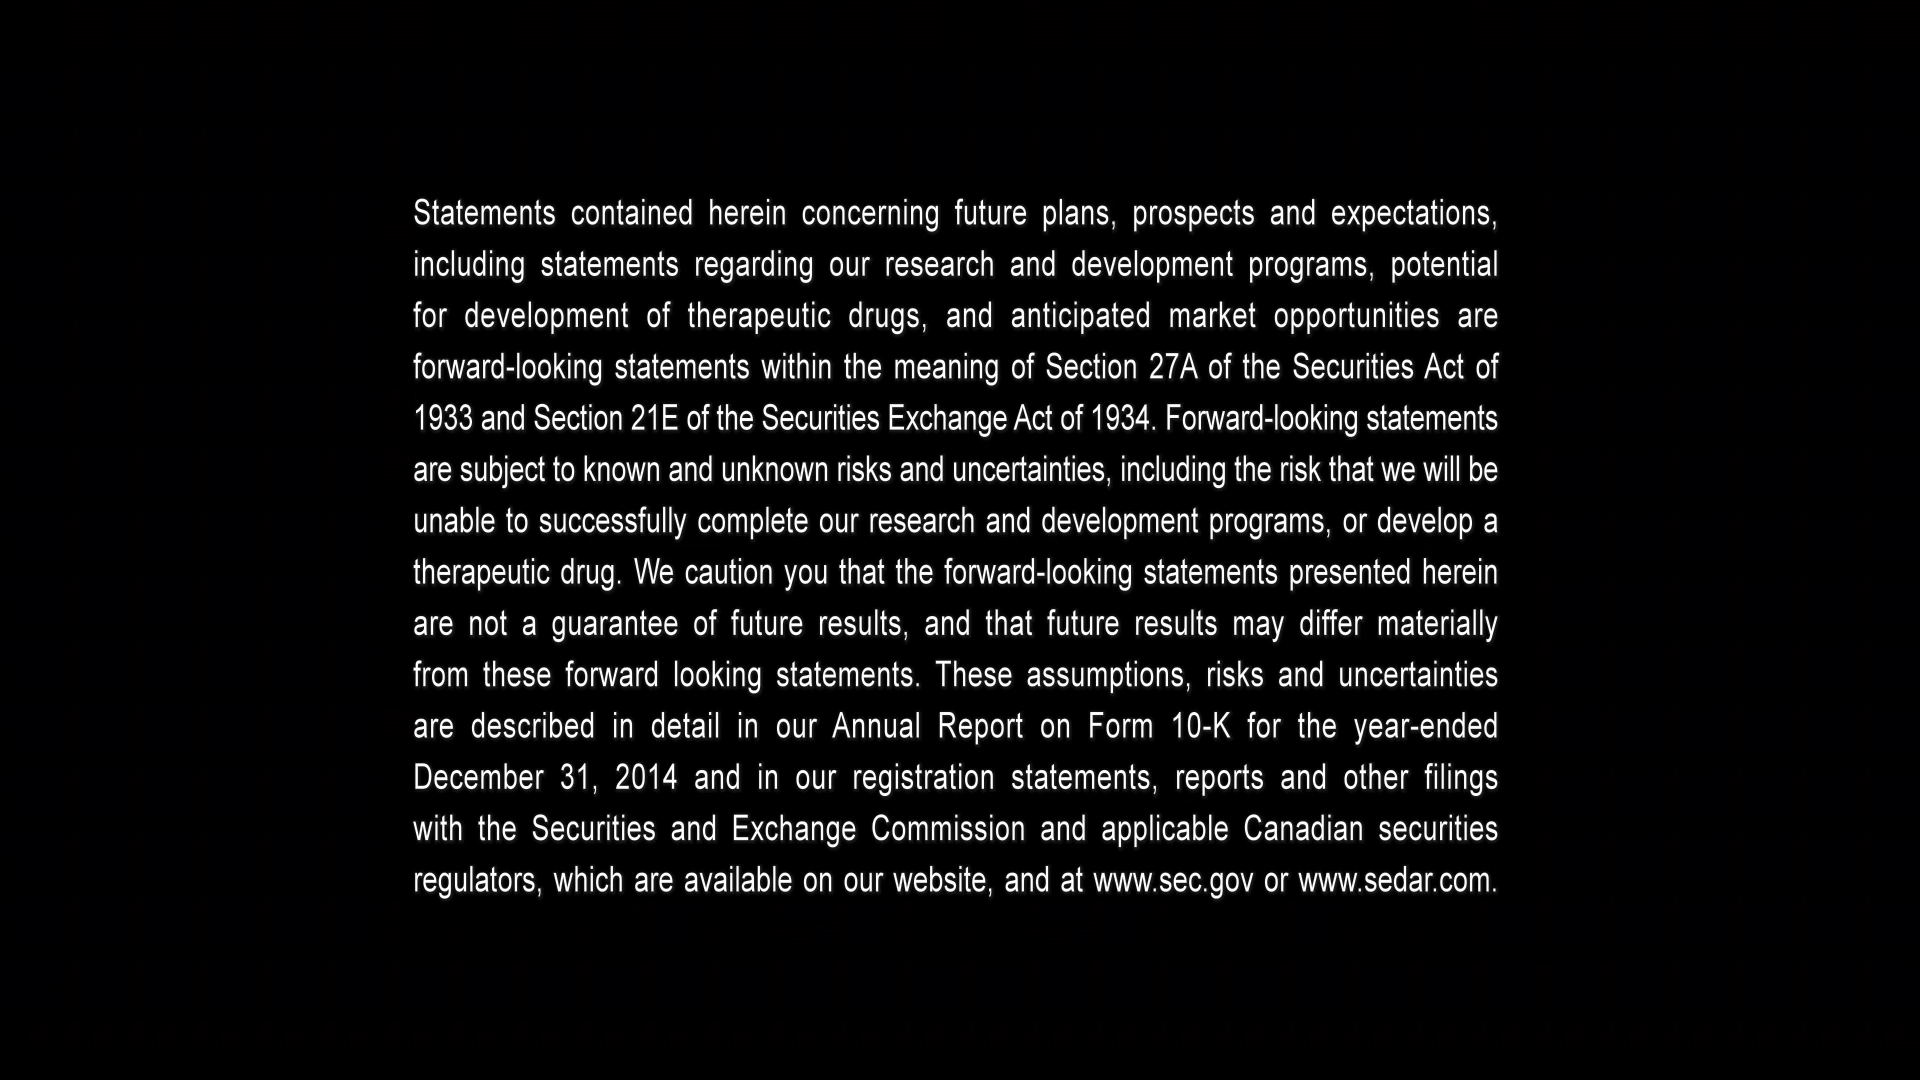 Statements contained herein concerning future plans, prospects and expectations,
including statements regarding our research and development programs, potential
for development of therapeutic drugs, and anticipated market opportunities are
forward-looking statements within the meaning of Section 27A of the Securities Act of
1933 and Section 21E of the Securities Exchange Act of 1934. Forward-looking statements
are subject to known and unknown risks and uncertainties, including the risk that we will be
unable to successfully complete our research and development programs, or develop a
therapeutic drug. We caution you that the forward-looking statements presented herein
are not a guarantee of future results, and that future results may differ materially
from these forward looking statements. These assumptions, risks and uncertainties
are described in detail in our Annual Report on Form 10-K for the year-ended
December 31, 2014 and in our registration statements, reports and other filings
with the Securities and Exchange Commission and applicable Canadian securities
regulators, which are available on our website, and at www.sec.gov or www.sedar.com.